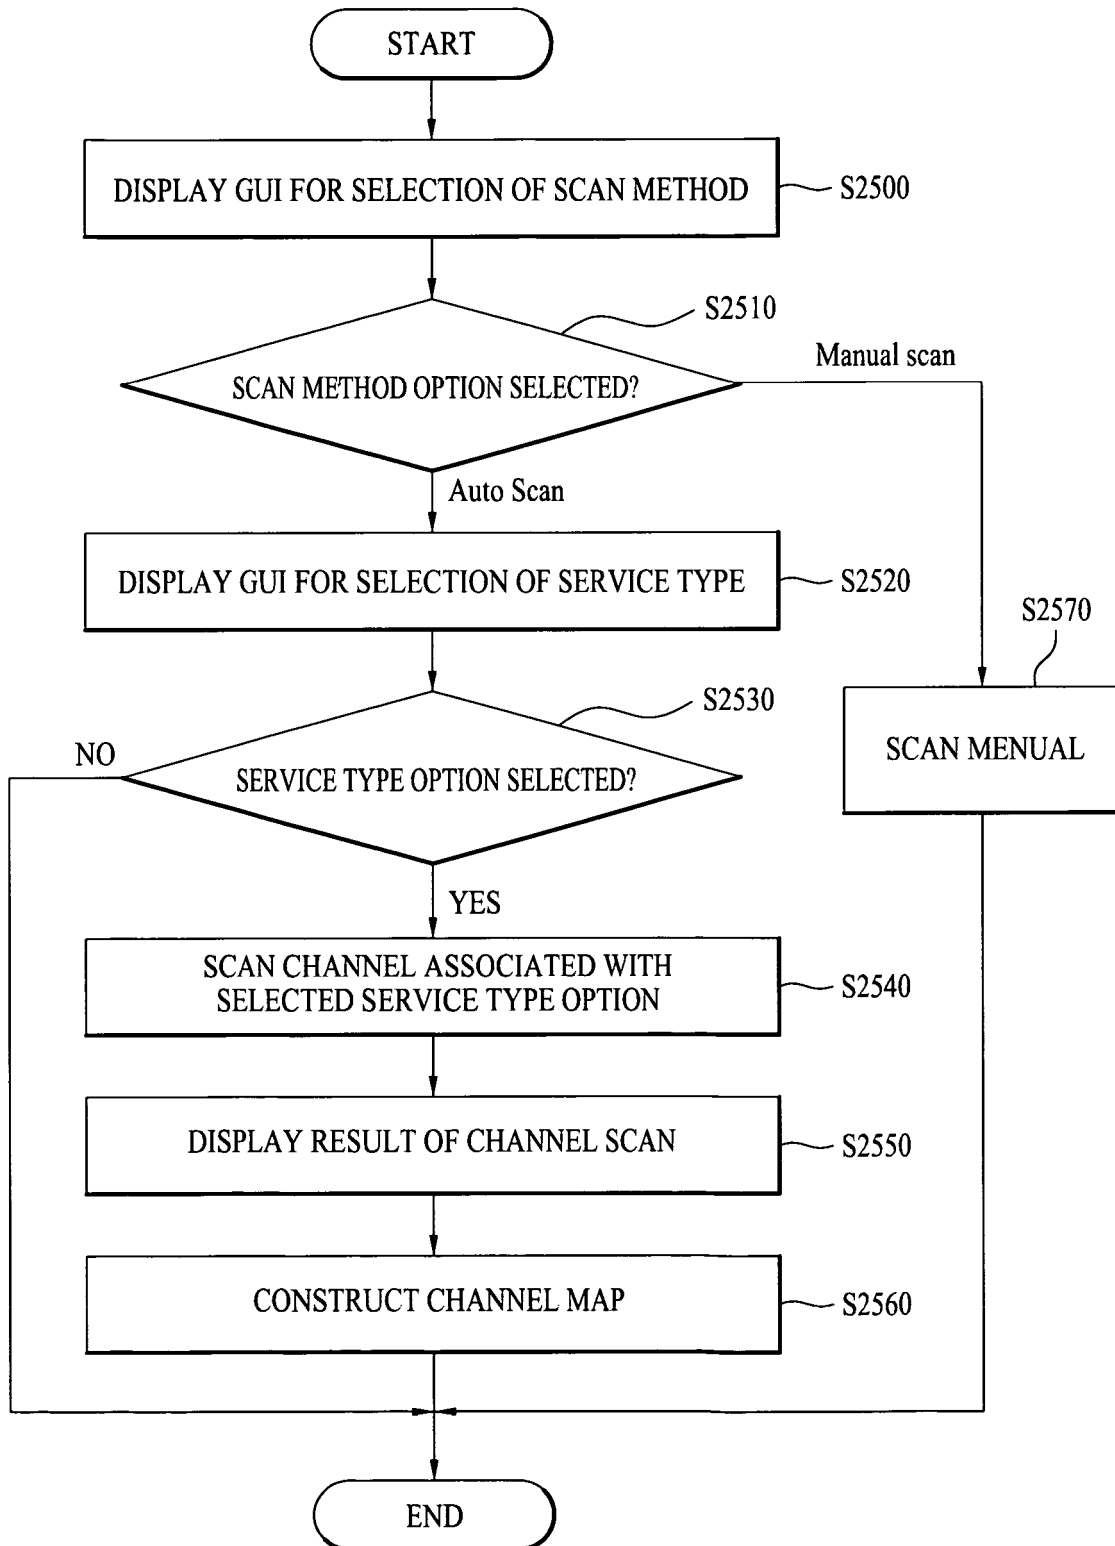 START
DISPLAY GUI FOR SELECTION OF SCAN METHOD
S2500
S2510
SCAN METHOD OPTION SELECTED?
Manual scan
Auto Scan
DISPLAY GUI FOR SELECTION OF SERVICE TYPE
S2520
S2570
SCAN MENUAL
S2530
SERVICE TYPE OPTION SELECTED?
NO
YES
SCAN CHANNEL ASSOCIATED WITH
SELECTED SERVICE TYPE OPTION
S2540
DISPLAY RESULT OF CHANNEL SCAN
S2550
CONSTRUCT CHANNEL MAP
S2560
END